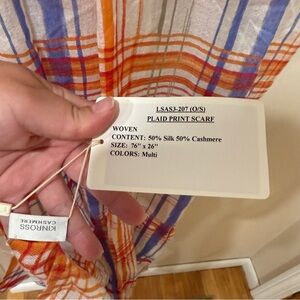 LSAS3-207 (O/S)
PLAID PRINT SCARF
WOVEN
CONTENT: 50% Silk 50% Cashmere
SIZE: 76" x 26"
COLORS: Multi
KINROSS
CASHMERE